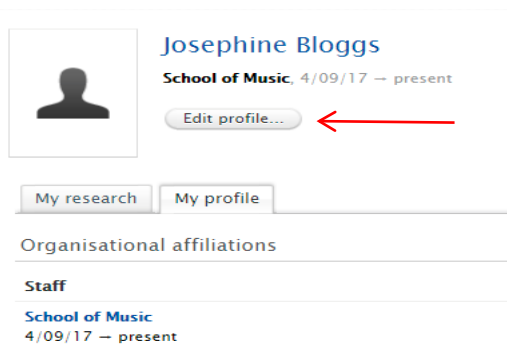 Josephine Bloggs
School of Music, 4/09/17 — present
Edit profile...
My research
My profile
Organisational affiliations
Staff
School of Music
4/09/17 — present